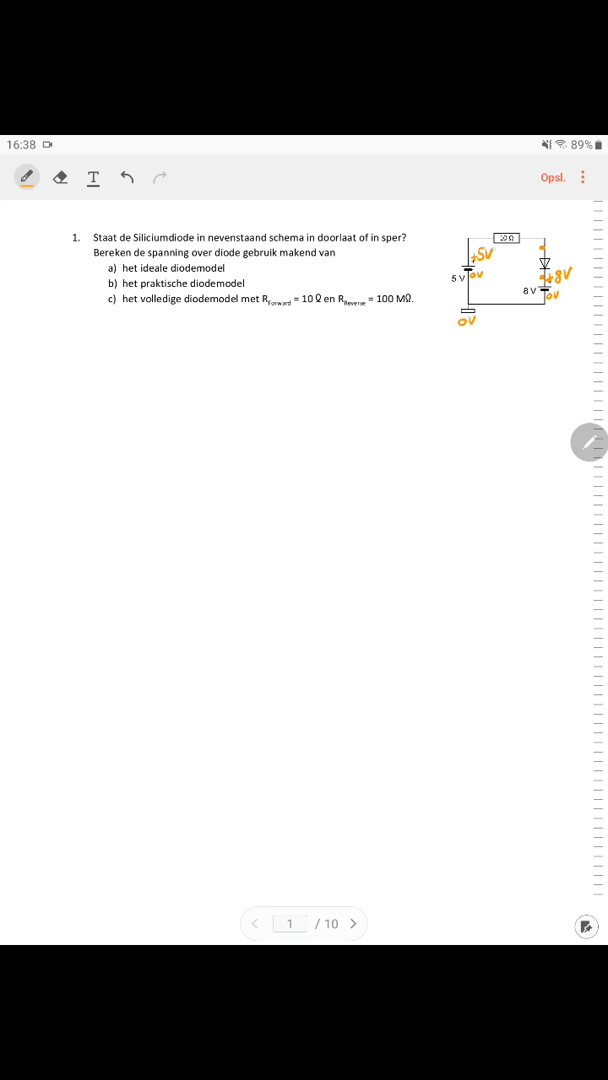 16:38
89%
T
Opsl.
1. Staat de Siliciumdiode in nevenstaand schema in doorlaat of in sper?
Bereken de spanning over diode gebruik makend van
a) het ideale diodemodel
b) het praktische diodemodel
c) het volledige diodemodel met RForward = 10 Ω en RReverse = 100 MΩ.
+5V
5 V
0V
+8V
8 V
0V
0V
1 / 10